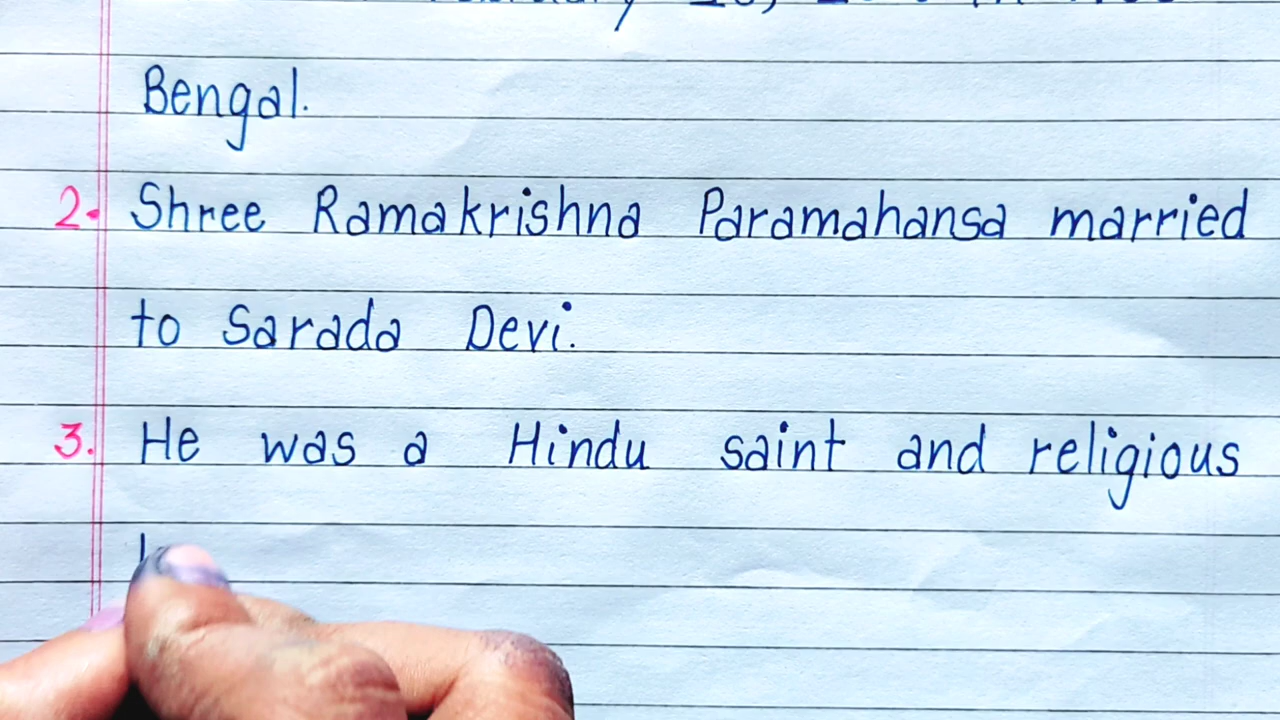 Bengal.
2. Shree Ramakrishna Paramahansa married
to Sarada Devi.
3. He was a Hindu saint and religious